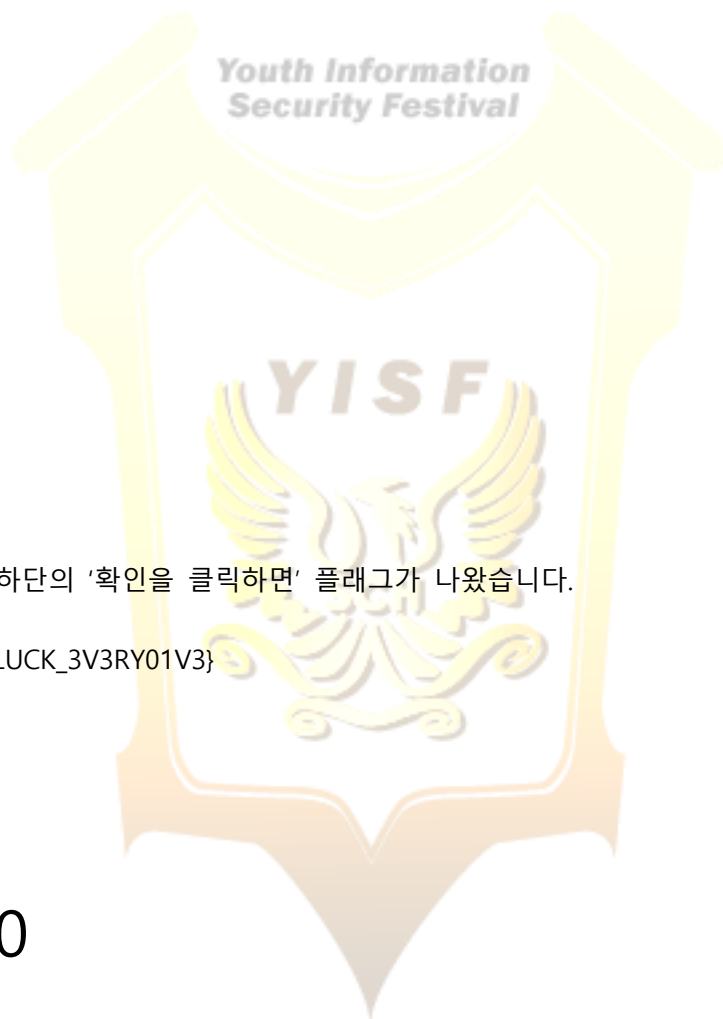 Youth Information
Security Festival
YISF
하단의 '확인을 클릭하면' 플래그가 나왔습니다.
LUCK_3V3RY01V3}
0